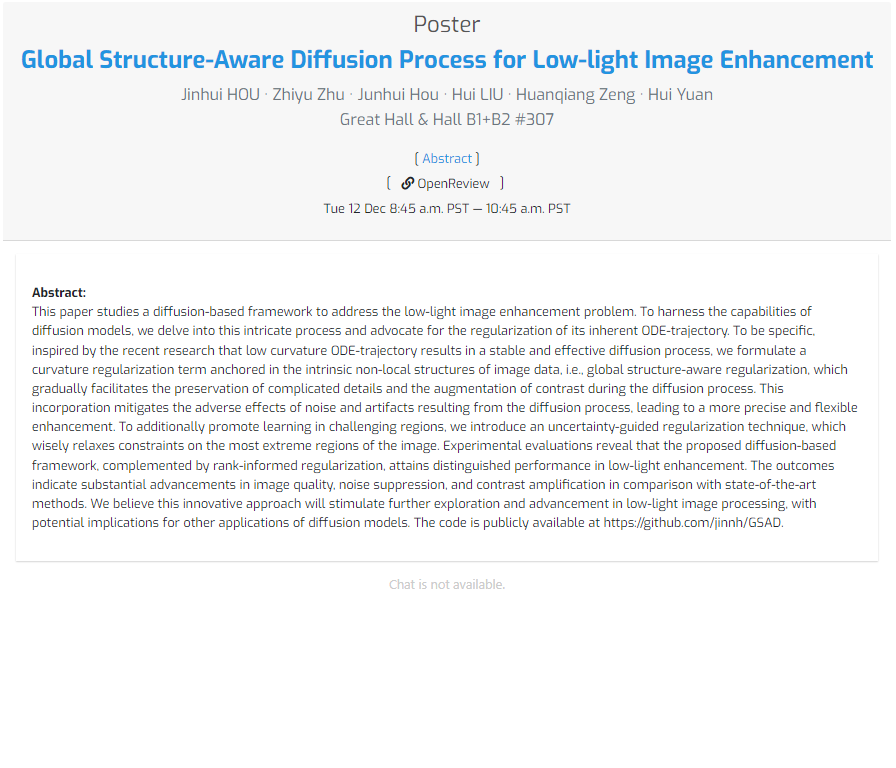 Poster
Global Structure-Aware Diffusion Process for Low-light Image Enhancement
Jinhui HOU · Zhiyu Zhu · Junhui Hou · Hui LIU · Huanqiang Zeng · Hui Yuan
Great Hall & Hall B1+B2 #307
[ Abstract ]
[ OpenReview ]
Tue 12 Dec 8:45 a.m. PST — 10:45 a.m. PST
Abstract:
This paper studies a diffusion-based framework to address the low-light image enhancement problem. To harness the capabilities of
diffusion models, we delve into this intricate process and advocate for the regularization of its inherent ODE-trajectory. To be specific,
inspired by the recent research that low curvature ODE-trajectory results in a stable and effective diffusion process, we formulate a
curvature regularization term anchored in the intrinsic non-local structures of image data, i.e., global structure-aware regularization, which
gradually facilitates the preservation of complicated details and the augmentation of contrast during the diffusion process. This
incorporation mitigates the adverse effects of noise and artifacts resulting from the diffusion process, leading to a more precise and flexible
enhancement. To additionally promote learning in challenging regions, we introduce an uncertainty-guided regularization technique, which
wisely relaxes constraints on the most extreme regions of the image. Experimental evaluations reveal that the proposed diffusion-based
framework, complemented by rank-informed regularization, attains distinguished performance in low-light enhancement. The outcomes
indicate substantial advancements in image quality, noise suppression, and contrast amplification in comparison with state-of-the-art
methods. We believe this innovative approach will stimulate further exploration and advancement in low-light image processing, with
potential implications for other applications of diffusion models. The code is publicly available at https://github.com/jinnh/GSAD.
Chat is not available.